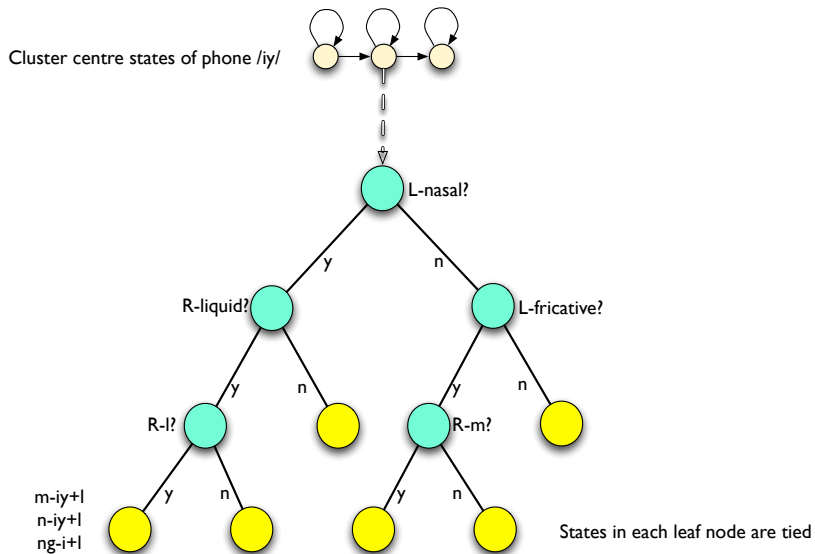 Cluster centre states of phone /iy/
L-nasal?
y
n
R-liquid?
L-fricative?
y
n
y
n
R-l?
R-m?
y
n
y
n
m-iy+l
n-iy+l
ng-i+l
States in each leaf node are tied